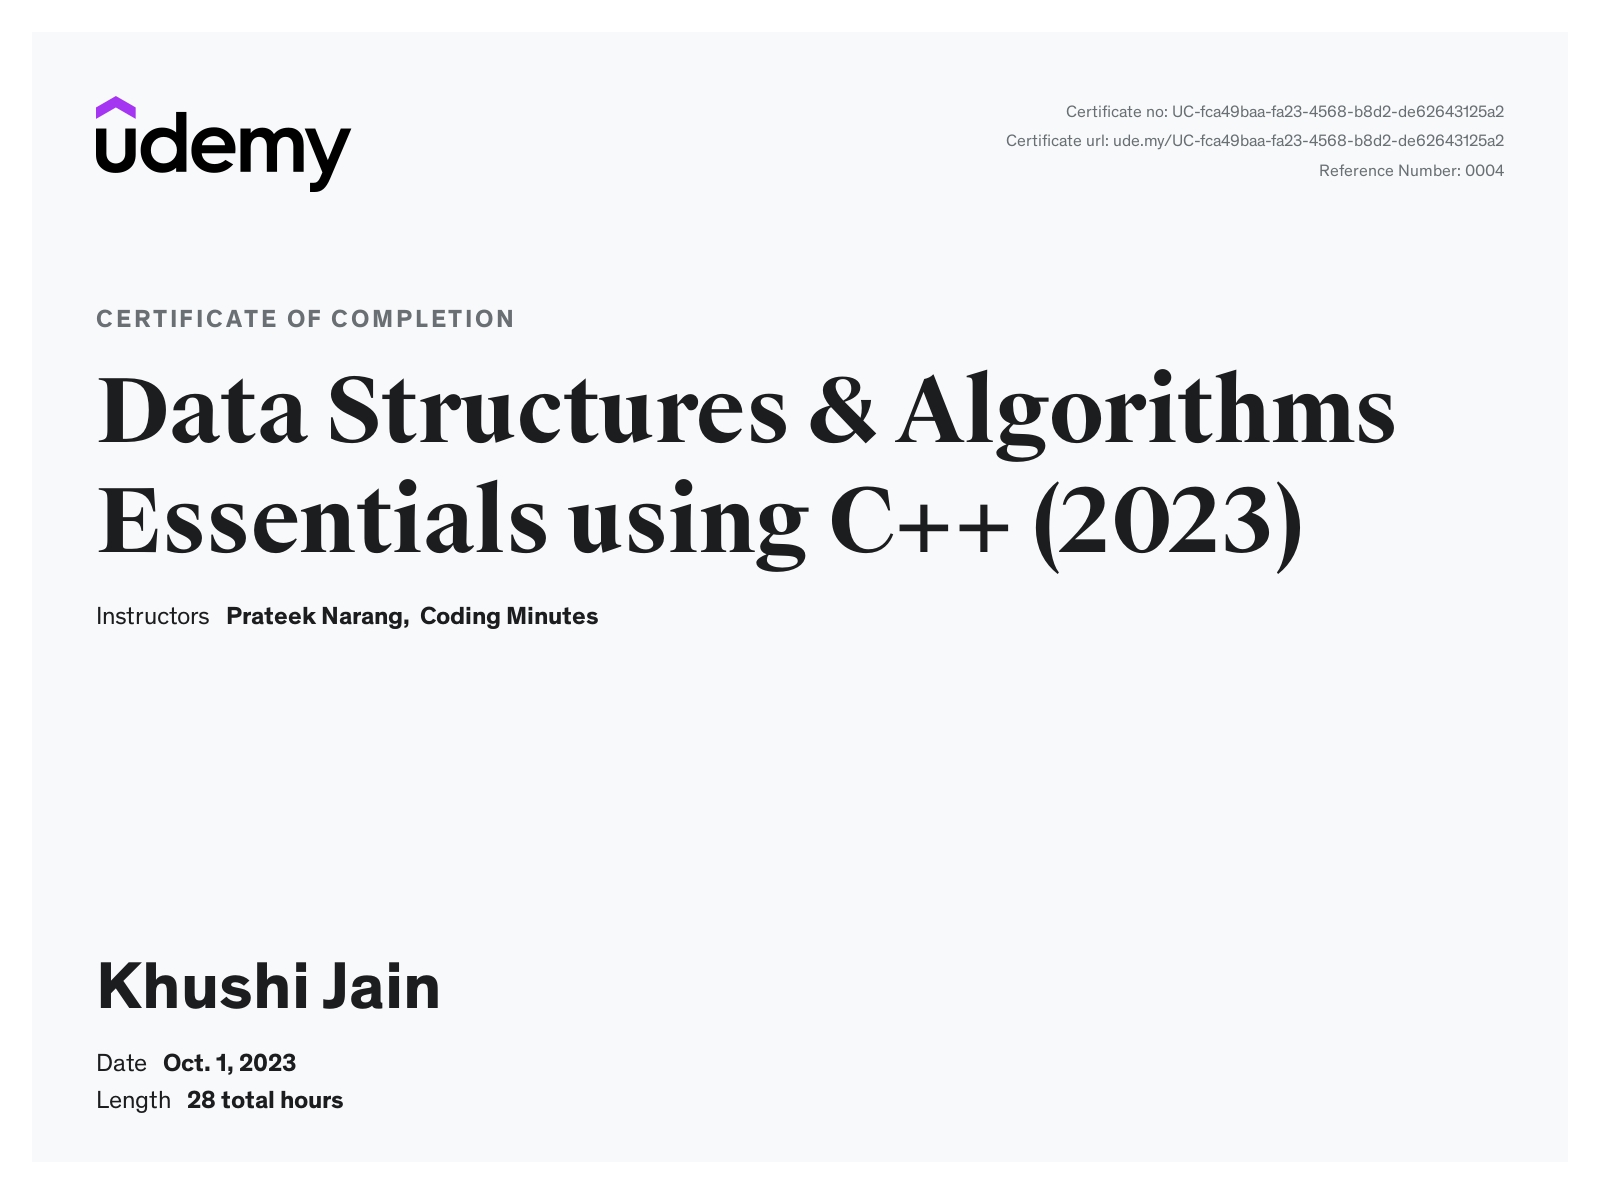 udemy
Certificate no: UC-fca49baa-fa23-4568-b8d2-de62643125a2
Certificate url: ude.my/UC-fca49baa-fa23-4568-b8d2-de62643125a2
Reference Number: 0004
CERTIFICATE OF COMPLETION
Data Structures & Algorithms
Essentials using C++ (2023)
Instructors Prateek Narang, Coding Minutes
Khushi Jain
Date Oct. 1, 2023
Length 28 total hours